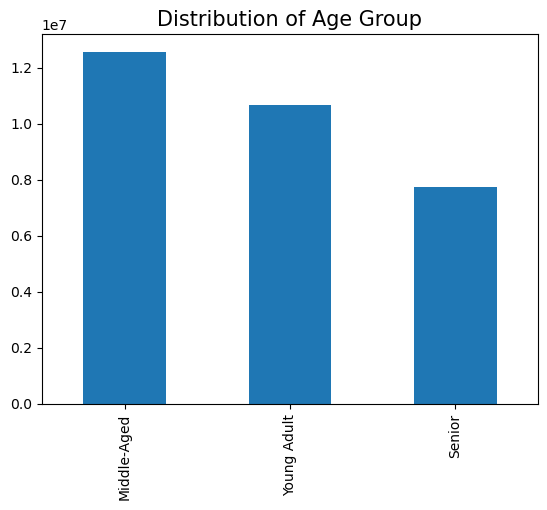 Distribution of Age Group
1e7
1.2
1.0
0.8
0.6
0.4
0.2
0.0
Middle-Aged
Young Adult
Senior